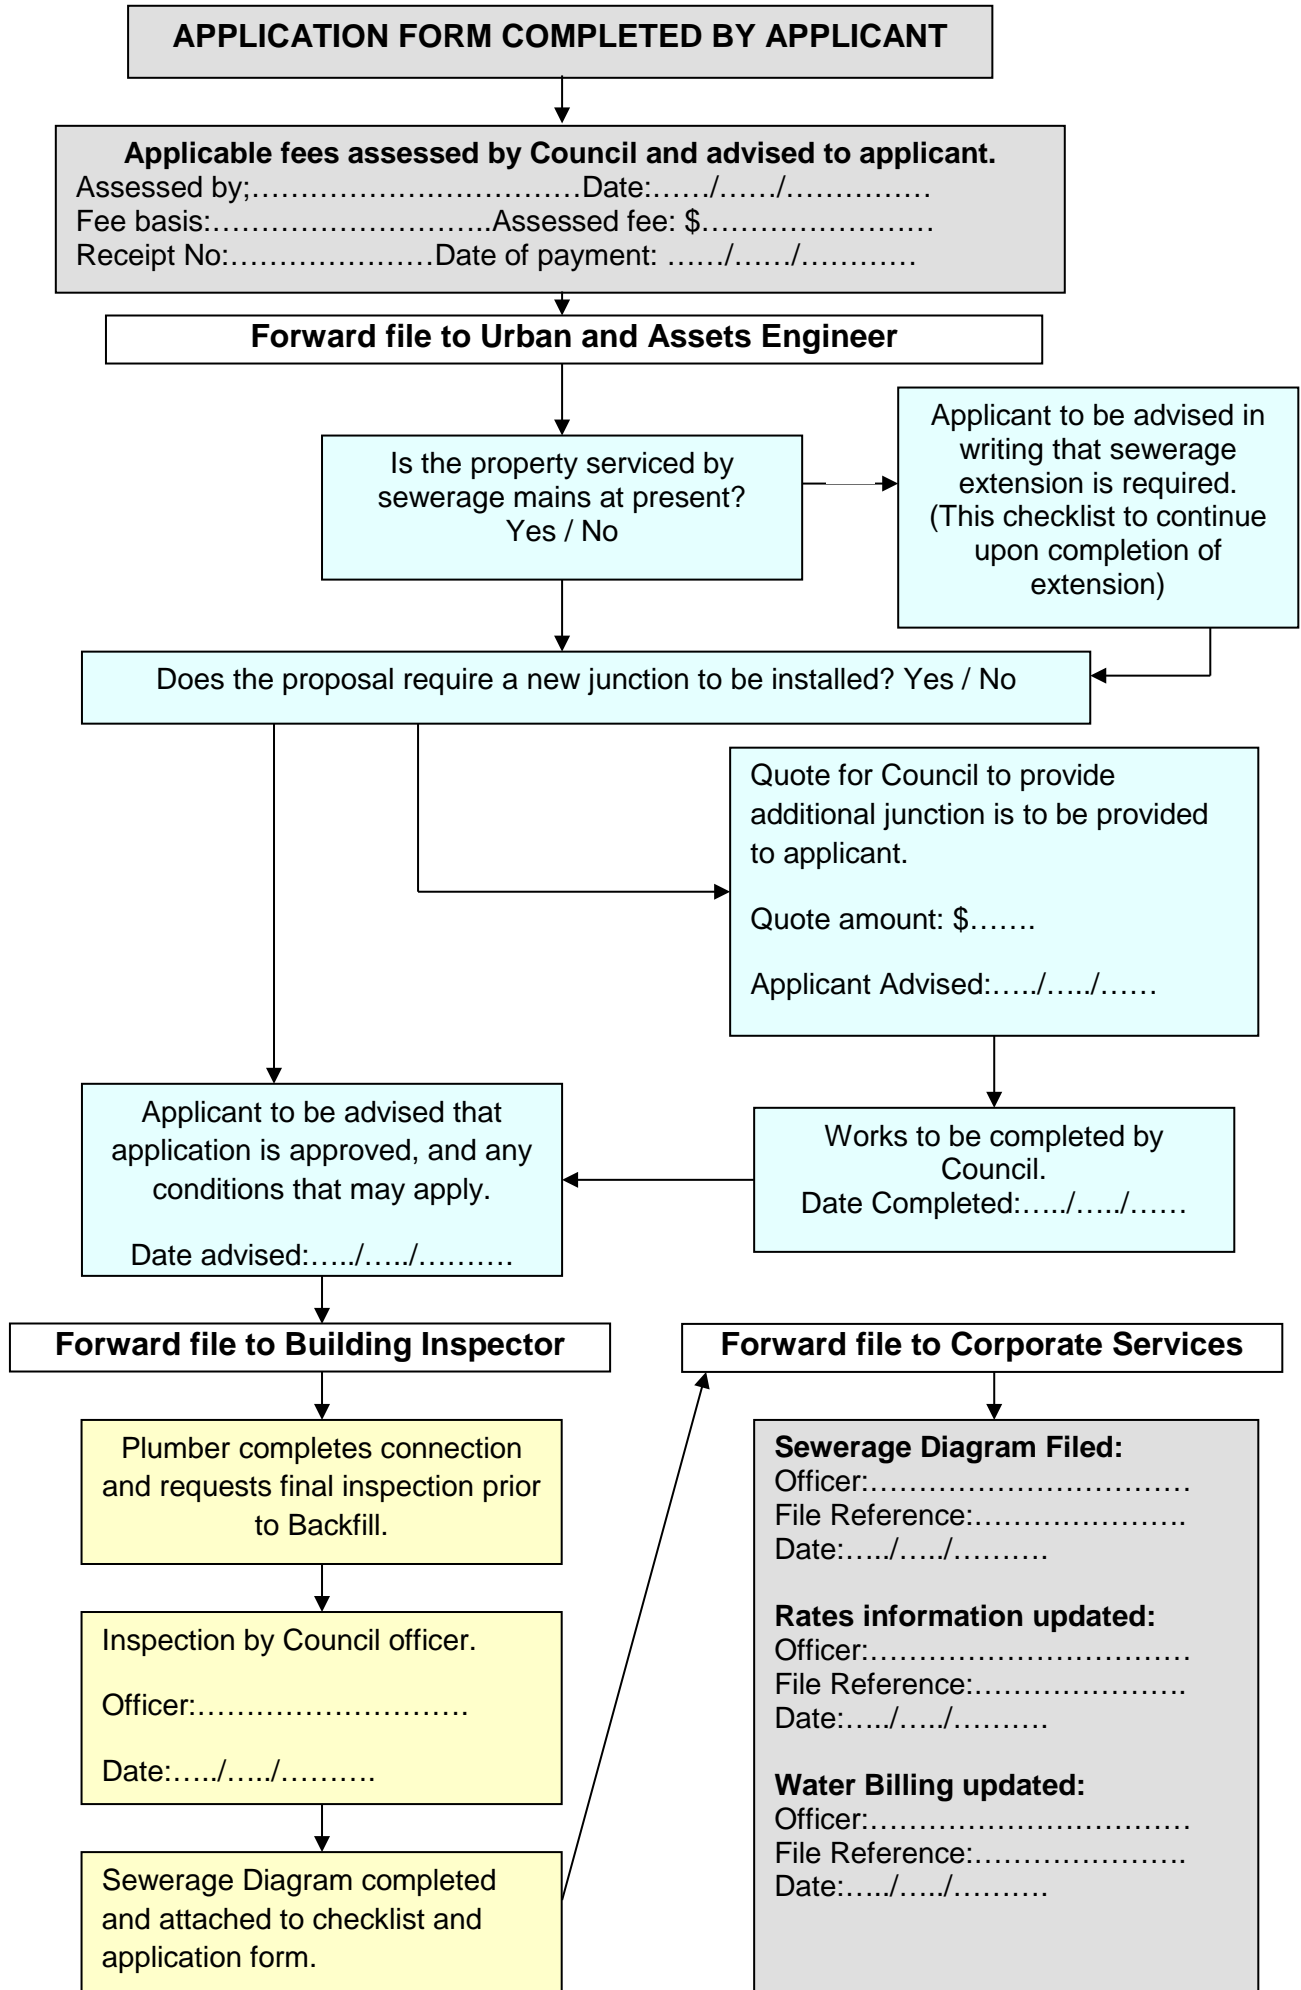 APPLICATION FORM COMPLETED BY APPLICANT
Applicable fees assessed by Council and advised to applicant.
Assessed by;……………………………Date:……/……/……………
Fee basis:………………………..Assessed fee: $……………………
Receipt No:…………………Date of payment: ……/……/…………
Forward file to Urban and Assets Engineer
Is the property serviced by
sewerage mains at present?
Yes / No
Applicant to be advised in
writing that sewerage
extension is required.
(This checklist to continue
upon completion of
extension)
Does the proposal require a new junction to be installed? Yes / No
Quote for Council to provide
additional junction is to be provided
to applicant.
Quote amount: $…….
Applicant Advised:…../…../……
Applicant to be advised that
application is approved, and any
conditions that may apply.
Date advised:…../…../……….
Works to be completed by
Council.
Date Completed:…../…../……
Forward file to Building Inspector
Plumber completes connection
and requests final inspection prior
to Backfill.
Inspection by Council officer.
Officer:……………………….
Date:…../…../……….
Sewerage Diagram completed
and attached to checklist and
application form.
Forward file to Corporate Services
Sewerage Diagram Filed:
Officer:……………………………
File Reference:………………….
Date:…../…../……….
Rates information updated:
Officer:……………………………
File Reference:………………….
Date:…../…../……….
Water Billing updated:
Officer:……………………………
File Reference:………………….
Date:…../…../……….